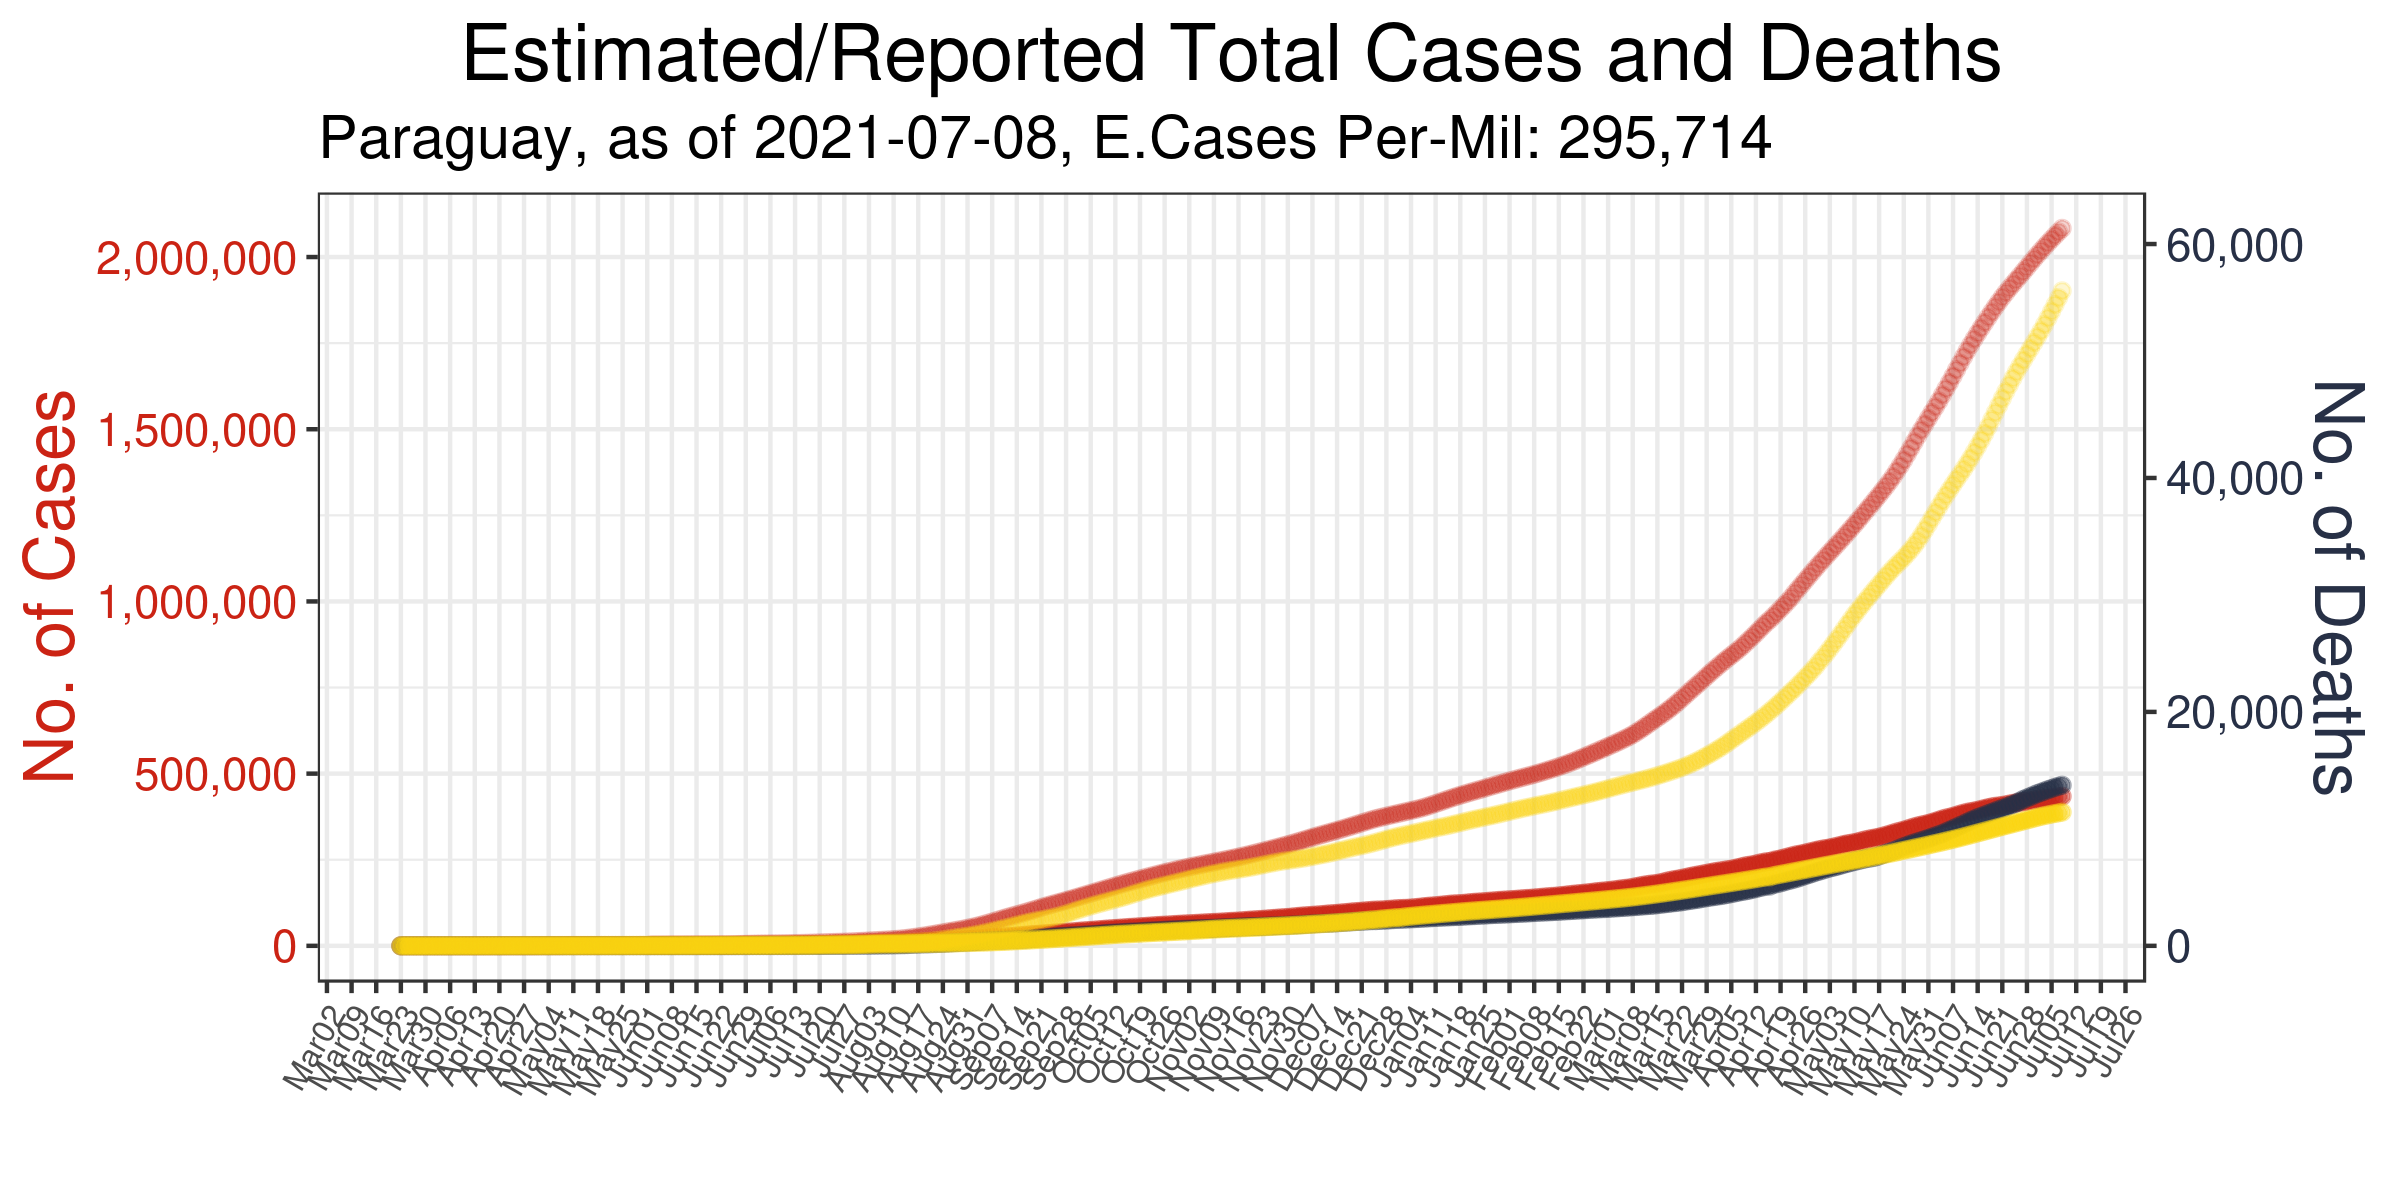 Estimated/Reported Total Cases and Deaths
Paraguay, as of 2021-07-08, E.Cases Per-Mil: 295,714
No. of Cases
2,000,000
1,500,000
1,000,000
500,000
0
60,000
40,000
20,000
0
No. of Deaths
Mar02
Mar09
Mar16
Mar23
Mar30
Apr06
Apr13
Apr20
Apr27
May04
May11
May18
May25
Jun01
Jun08
Jun15
Jun22
Jun29
Jul06
Jul13
Jul20
Jul27
Aug03
Aug10
Aug17
Aug24
Aug31
Sep07
Sep14
Sep21
Sep28
Oct05
Oct12
Oct19
Oct26
Nov02
Nov09
Nov16
Nov23
Nov30
Dec07
Dec14
Dec21
Dec28
Jan04
Jan11
Jan18
Jan25
Feb01
Feb08
Feb15
Feb22
Mar01
Mar08
Mar15
Mar22
Mar29
Apr05
Apr12
Apr19
Apr26
May03
May10
May17
May24
May31
Jun07
Jun14
Jun21
Jun28
Jul05
Jul12
Jul19
Jul26